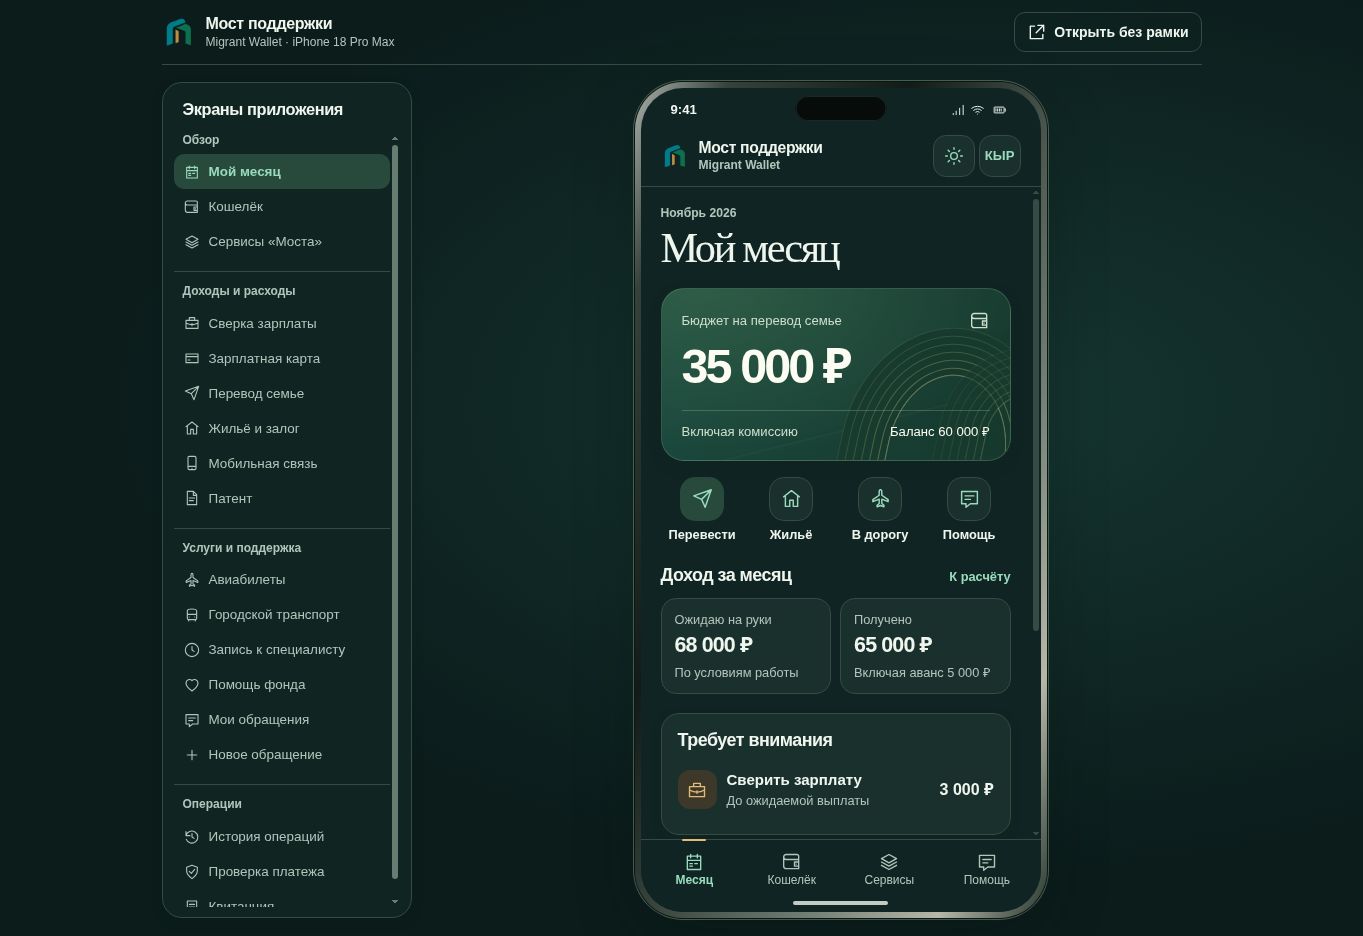 Мост поддержки
Migrant Wallet · iPhone 18 Pro Max
Открыть без рамки
Экраны приложения
Обзор
Мой месяц
Кошелёк
Сервисы «Моста»
Доходы и расходы
Сверка зарплаты
Зарплатная карта
Перевод семье
Жильё и залог
Мобильная связь
Патент
Услуги и поддержка
Авиабилеты
Городской транспорт
Запись к специалисту
Помощь фонда
Мои обращения
Новое обращение
Операции
История операций
Проверка платежа
Квитанция
9:41
Мост поддержки
Migrant Wallet
КЫР
Ноябрь 2026
Мой месяц
Бюджет на перевод семье
35 000 ₽
Включая комиссию
Баланс 60 000 ₽
Перевести
Жильё
В дорогу
Помощь
Доход за месяц
К расчёту
Ожидаю на руки
68 000 ₽
По условиям работы
Получено
65 000 ₽
Включая аванс 5 000 ₽
Требует внимания
Сверить зарплату
До ожидаемой выплаты
3 000 ₽
Месяц
Кошелёк
Сервисы
Помощь